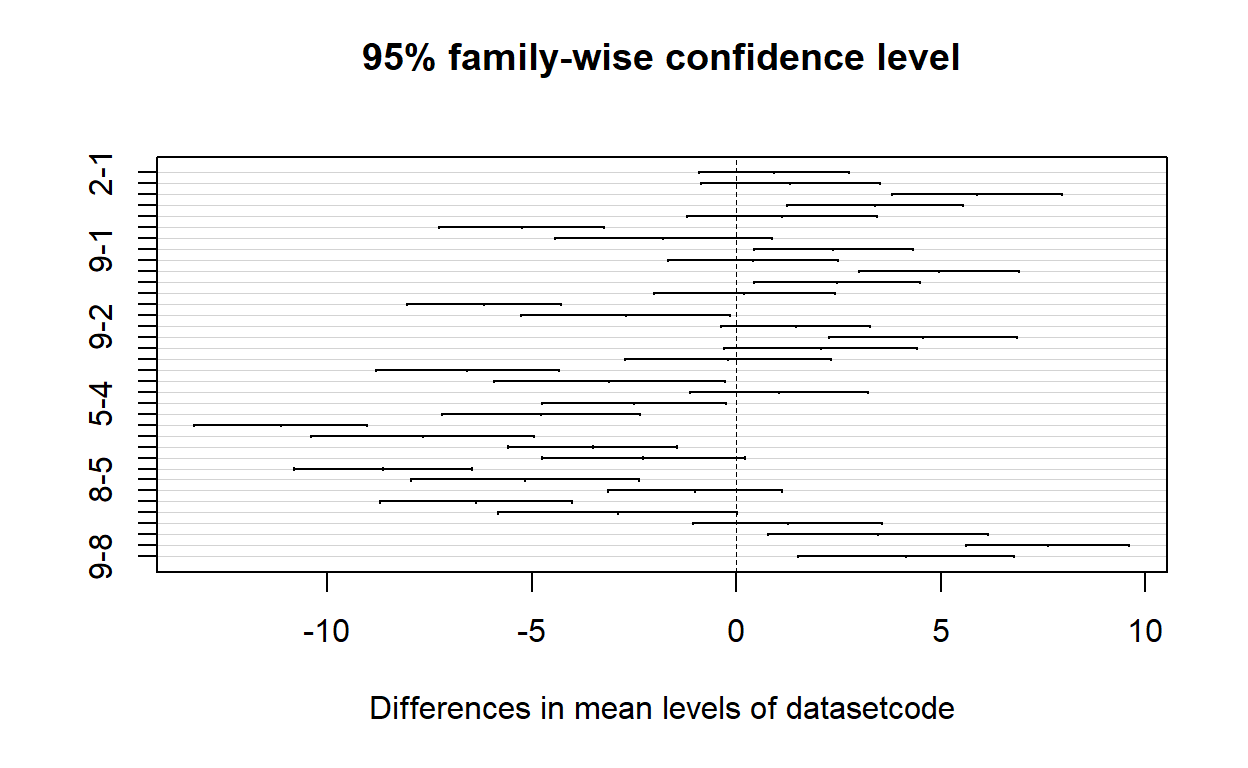 95% family-wise confidence level
2-1
9-1
9-2
5-4
8-5
9-8
-10 -5 0 5 10
Differences in mean levels of datasetcode